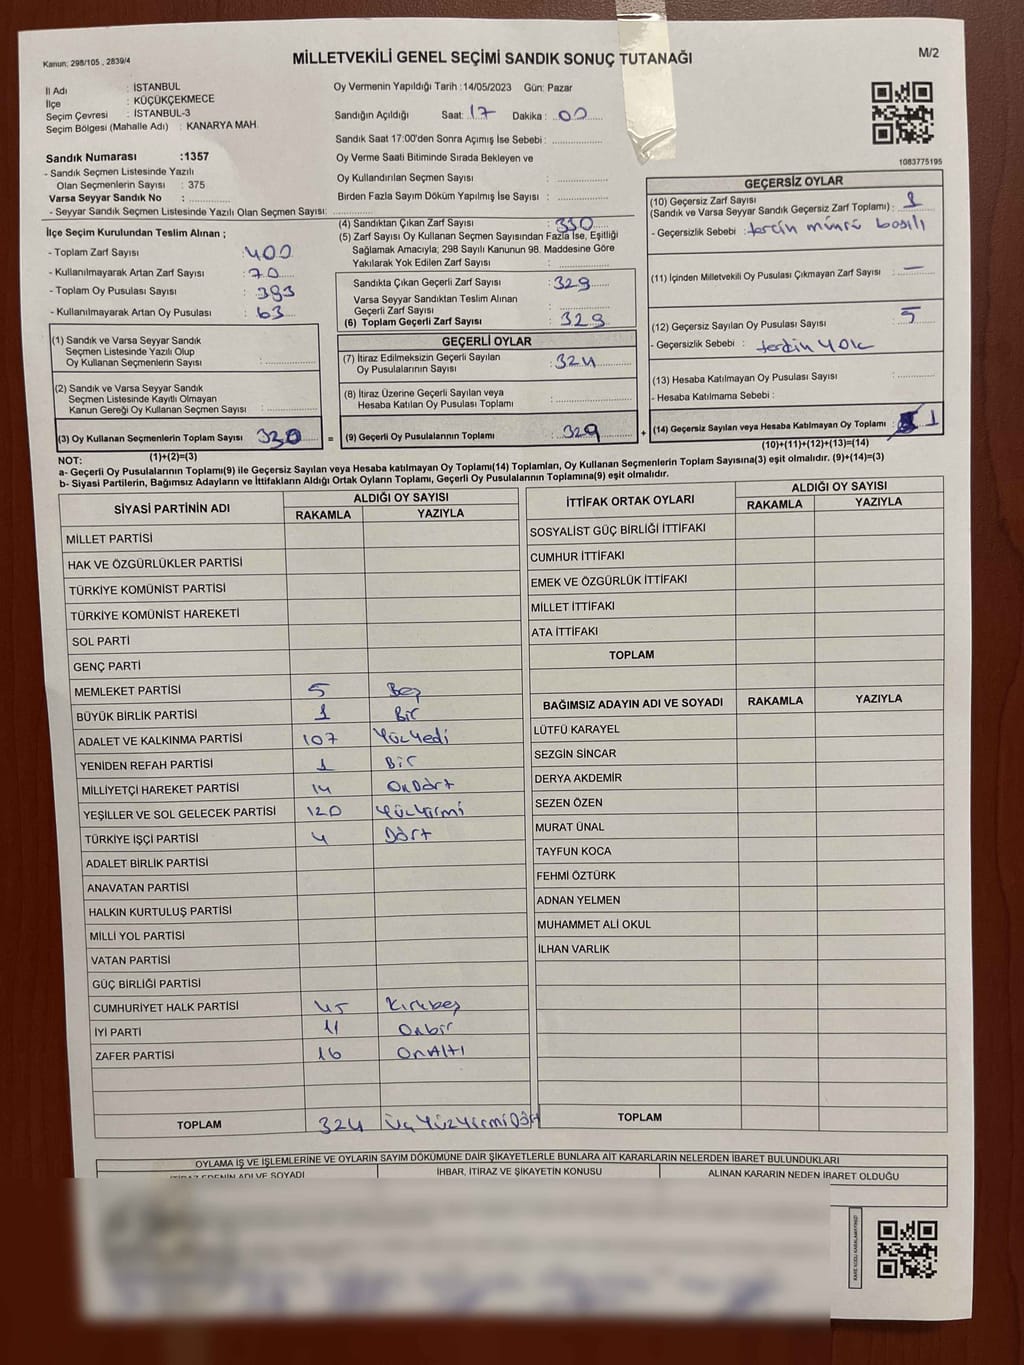 Kanun: 298/105 , 2839/4
MİLLETVEKİLİ GENEL SEÇİMİ SANDIK SONUÇ TUTANAĞI
M/2
İl Adı : İSTANBUL
İlçe : KÜÇÜKÇEKMECE
Seçim Çevresi : İSTANBUL-3
Seçim Bölgesi (Mahalle Adı) : KANARYA MAH.
Sandık Numarası :1357
- Sandık Seçmen Listesinde Yazılı
Olan Seçmenlerin Sayısı : 375
Varsa Seyyar Sandık No :
- Seyyar Sandık Seçmen Listesinde Yazılı Olan Seçmen Sayısı:
Oy Vermenin Yapıldığı Tarih :14/05/2023 Gün: Pazar
Sandığın Açıldığı Saat: 17 Dakika : 00
Sandık Saat 17:00'den Sonra Açımış İse Sebebi :
Oy Verme Saati Bitiminde Sırada Bekleyen ve
Oy Kullandırılan Seçmen Sayısı :
Birden Fazla Sayım Döküm Yapılmış İse Sayısı :
1083775195
İlçe Seçim Kurulundan Teslim Alınan ;
- Toplam Zarf Sayısı : 400
- Kullanılmayarak Artan Zarf Sayısı : 70
- Toplam Oy Pusulası Sayısı : 393
- Kullanılmayarak Artan Oy Pusulası : 63
(4) Sandıktan Çıkan Zarf Sayısı : 330
(5) Zarf Sayısı Oy Kullanan Seçmen Sayısından Fazla İse, Eşitliği
Sağlamak Amacıyla; 298 Sayılı Kanunun 98. Maddesine Göre
Yakılarak Yok Edilen Zarf Sayısı :
Sandıkta Çıkan Geçerli Zarf Sayısı : 329
Varsa Seyyar Sandıktan Teslim Alınan
Geçerli Zarf Sayısı :
(6) Toplam Geçerli Zarf Sayısı : 329
GEÇERSİZ OYLAR
(10) Geçersiz Zarf Sayısı
(Sandık ve Varsa Seyyar Sandık Geçersiz Zarf Toplamı) : 1
- Geçersizlik Sebebi : tercin mührü basılı
(11) İçinden Milletvekili Oy Pusulası Çıkmayan Zarf Sayısı : —
(12) Geçersiz Sayılan Oy Pusulası Sayısı : 5
- Geçersizlik Sebebi : tercin yok
(13) Hesaba Katılmayan Oy Pusulası Sayısı :
- Hesaba Katılmama Sebebi :
(14) Geçersiz Sayılan veya Hesaba Katılmayan Oy Toplamı : 1
(10)+(11)+(12)+(13)=(14)
(1) Sandık ve Varsa Seyyar Sandık
Seçmen Listesinde Yazılı Olup
Oy Kullanan Seçmenlerin Sayısı :
(2) Sandık ve Varsa Seyyar Sandık
Seçmen Listesinde Kayıtlı Olmayan
Kanun Gereği Oy Kullanan Seçmen Sayısı :
(3) Oy Kullanan Seçmenlerin Toplam Sayısı 330
(1)+(2)=(3)
=
GEÇERLİ OYLAR
(7) İtiraz Edilmeksizin Geçerli Sayılan
Oy Pusulalarının Sayısı : 324
(8) İtiraz Üzerine Geçerli Sayılan veya
Hesaba Katılan Oy Pusulası Toplamı :
(9) Geçerli Oy Pusulalarının Toplamı : 329
+
NOT:
a- Geçerli Oy Pusulalarının Toplamı(9) ile Geçersiz Sayılan veya Hesaba katılmayan Oy Toplamı(14) Toplamları, Oy Kullanan Seçmenlerin Toplam Sayısına(3) eşit olmalıdır. (9)+(14)=(3)
b- Siyasi Partilerin, Bağımsız Adayların ve İttifakların Aldığı Ortak Oyların Toplamı, Geçerli Oy Pusulalarının Toplamına(9) eşit olmalıdır.
SİYASİ PARTİNİN ADI ALDIĞI OY SAYISI
RAKAMLA YAZIYLA
MİLLET PARTİSİ
HAK VE ÖZGÜRLÜKLER PARTİSİ
TÜRKİYE KOMÜNİST PARTİSİ
TÜRKİYE KOMÜNİST HAREKETİ
SOL PARTİ
GENÇ PARTİ
MEMLEKET PARTİSİ 5 Beş
BÜYÜK BİRLİK PARTİSİ 1 Bir
ADALET VE KALKINMA PARTİSİ 107 Yüzyedi
YENİDEN REFAH PARTİSİ 1 Bir
MİLLİYETÇİ HAREKET PARTİSİ 14 OnDört
YEŞİLLER VE SOL GELECEK PARTİSİ 120 Yüzyirmi
TÜRKİYE İŞÇİ PARTİSİ 4 Dört
ADALET BİRLİK PARTİSİ
ANAVATAN PARTİSİ
HALKIN KURTULUŞ PARTİSİ
MİLLİ YOL PARTİSİ
VATAN PARTİSİ
GÜÇ BİRLİĞİ PARTİSİ
CUMHURİYET HALK PARTİSİ 45 Kırkbeş
İYİ PARTİ 11 Onbir
ZAFER PARTİSİ 16 OnAltı
TOPLAM 324 ÜçYüzYirmiDört
İTTİFAK ORTAK OYLARI ALDIĞI OY SAYISI
RAKAMLA YAZIYLA
SOSYALİST GÜÇ BİRLİĞİ İTTİFAKI
CUMHUR İTTİFAKI
EMEK VE ÖZGÜRLÜK İTTİFAKI
MİLLET İTTİFAKI
ATA İTTİFAKI
TOPLAM
BAĞIMSIZ ADAYIN ADI VE SOYADI RAKAMLA YAZIYLA
LÜTFÜ KARAYEL
SEZGİN SİNCAR
DERYA AKDEMİR
SEZEN ÖZEN
MURAT ÜNAL
TAYFUN KOCA
FEHMİ ÖZTÜRK
ADNAN YELMEN
MUHAMMET ALİ OKUL
İLHAN VARLIK
TOPLAM
OYLAMA İŞ VE İŞLEMLERİNE VE OYLARIN SAYIM DÖKÜMÜNE DAİR ŞİKAYETLERLE BUNLARA AİT KARARLARIN NELERDEN İBARET BULUNDUKLARI
İTİRAZ EDENİN ADI VE SOYADI İHBAR, İTİRAZ VE ŞİKAYETİN KONUSU ALINAN KARARIN NEDEN İBARET OLDUĞU